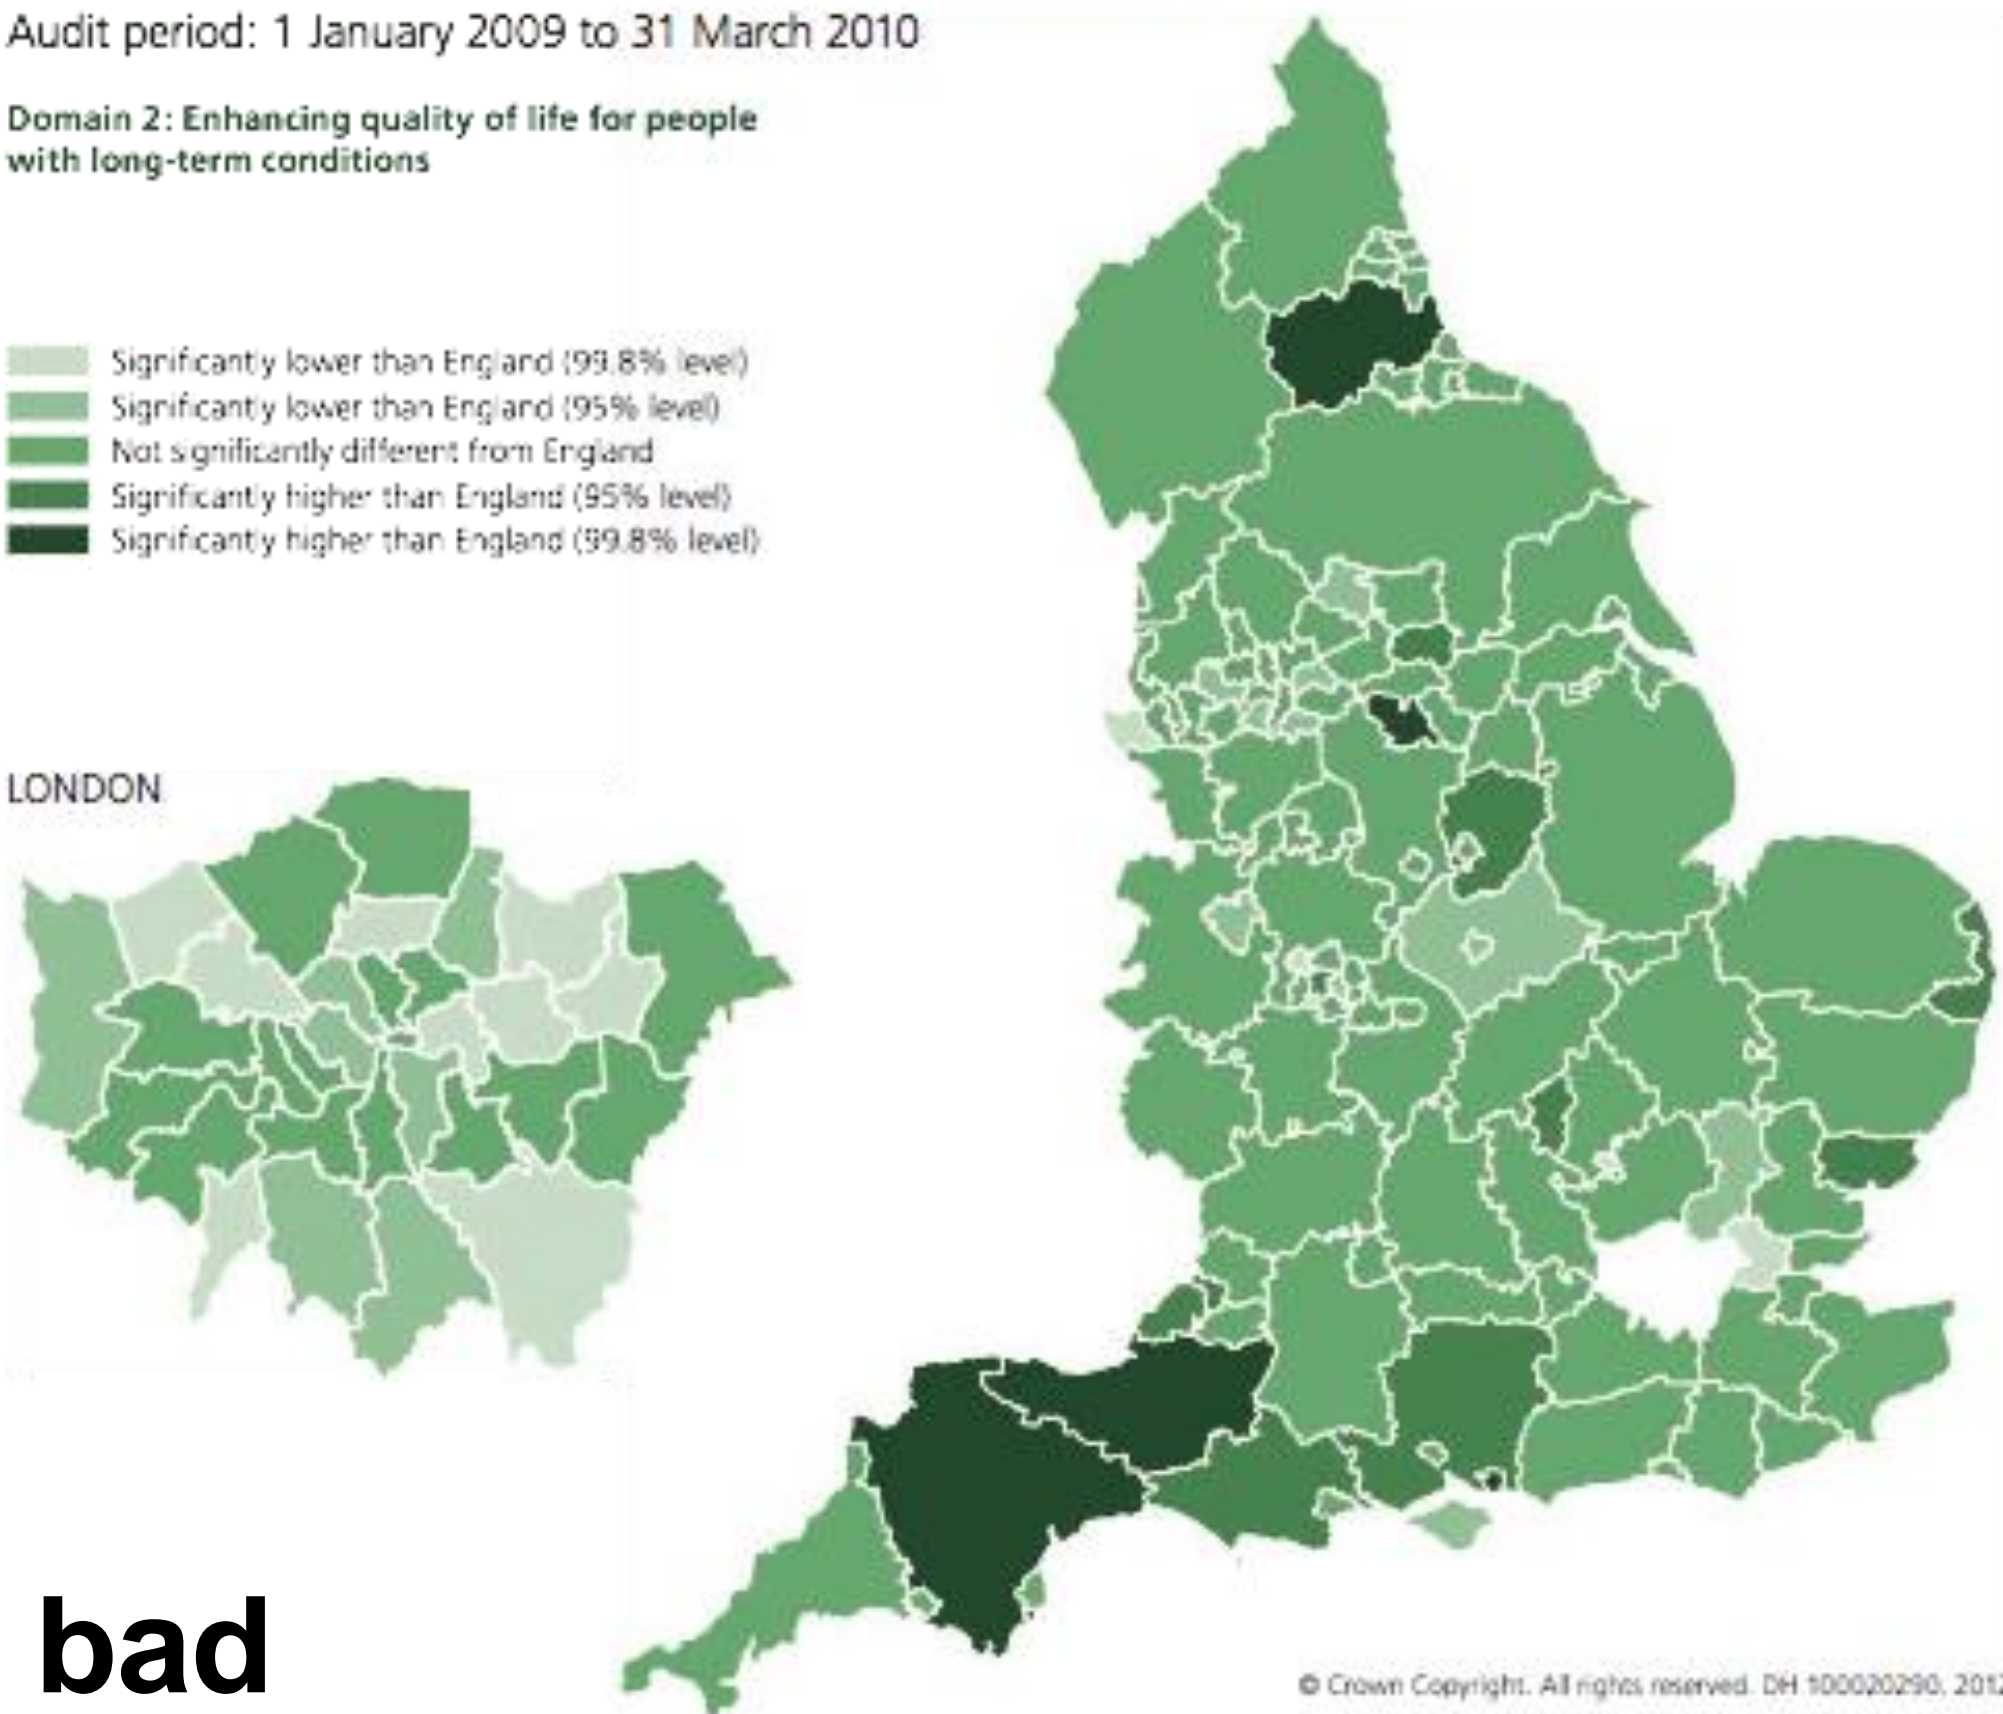 Audit period: 1 January 2009 to 31 March 2010
Domain 2: Enhancing quality of life for people
with long-term conditions
Significantly lower than England (99.8% level)
Significantly lower than England (95% level)
Not significantly different from England
Significantly higher than England (95% level)
Significantly higher than England (99.8% level)
LONDON
bad
© Crown Copyright. All rights reserved. DH 100020290, 2012